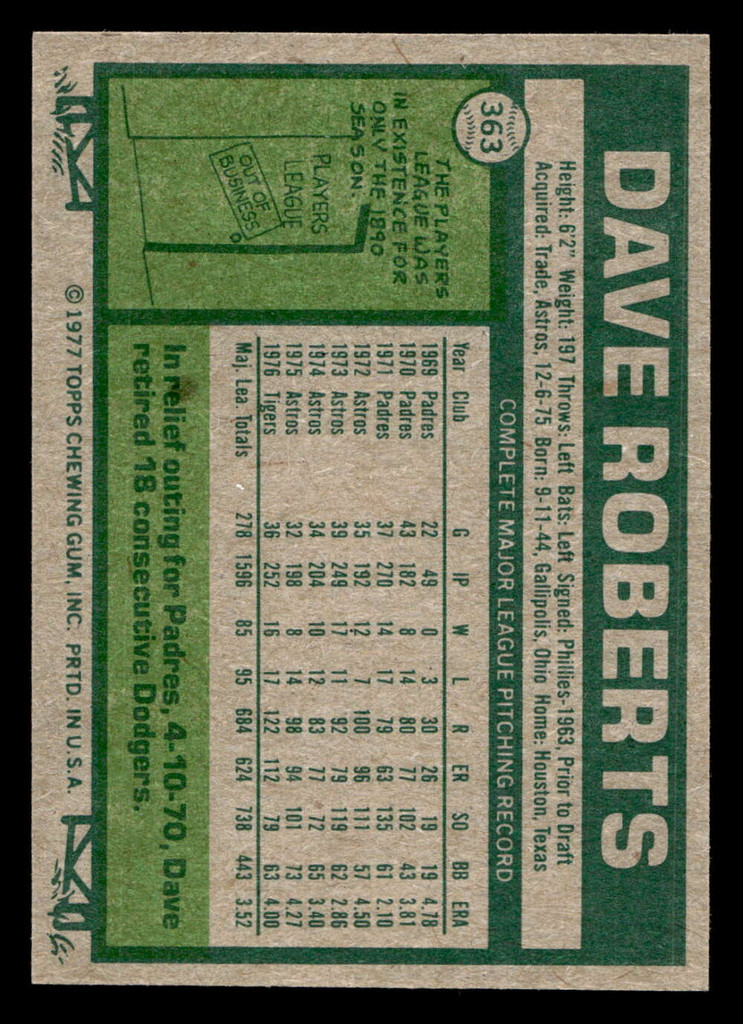 363
DAVE ROBERTS
Height: 6'2" Weight: 197 Throws: Left Bats: Left Signed: Phillies-1963, Prior to Draft
Acquired: Trade, Astros, 12-6-75 Born: 9-11-44, Gallipolis, Ohio Home: Houston, Texas
THE PLAYERS
LEAGUE WAS
IN EXISTENCE FOR
ONLY THE 1890
SEASON.
PLAYERS
LEAGUE
OUT OF
BUSINESS
COMPLETE MAJOR LEAGUE PITCHING RECORD
Year Club G IP W L R ER SO BB ERA
1969 Padres 22 49 0 3 30 26 19 19 4.78
1970 Padres 43 182 8 14 80 77 102 43 3.81
1971 Padres 37 270 14 17 79 63 135 61 2.10
1972 Astros 35 192 12 7 100 96 111 57 4.50
1973 Astros 39 249 17 11 92 79 119 62 2.86
1974 Astros 34 204 10 12 83 77 72 65 3.40
1975 Astros 32 198 8 14 98 94 101 73 4.27
1976 Tigers 36 252 16 17 122 112 79 63 4.00
Maj. Lea. Totals 278 1596 85 95 684 624 738 443 3.52
In relief outing for Padres, 4-10-70, Dave
retired 18 consecutive Dodgers.
© 1977 TOPPS CHEWING GUM, INC. PRTD. IN U.S.A.